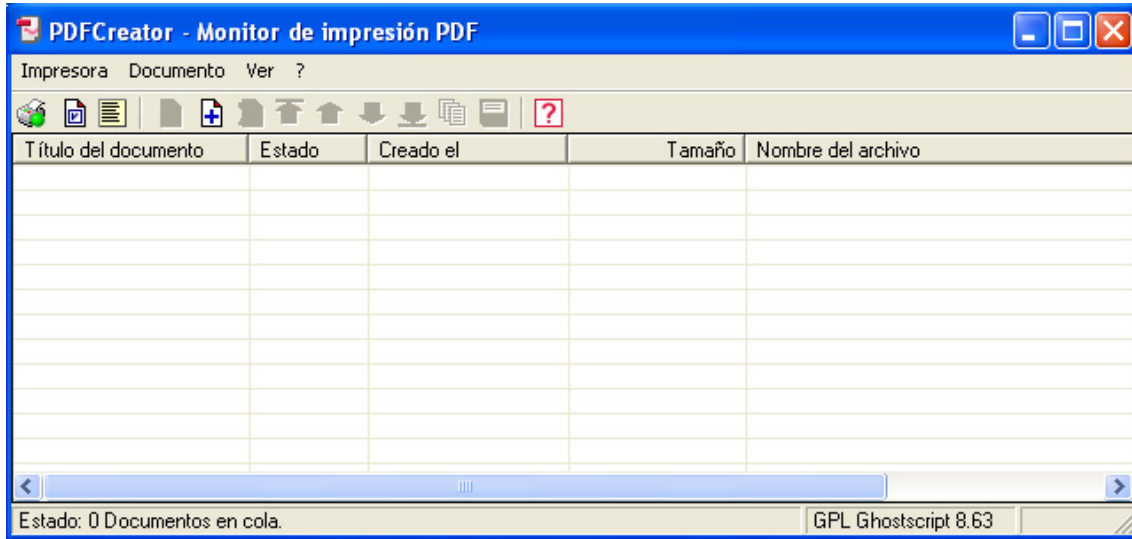 PDFCreator - Monitor de impresión PDF
Impresora Documento Ver ?
?
Título del documento Estado Creado el Tamaño Nombre del archivo
Estado: 0 Documentos en cola. GPL Ghostscript 8.63